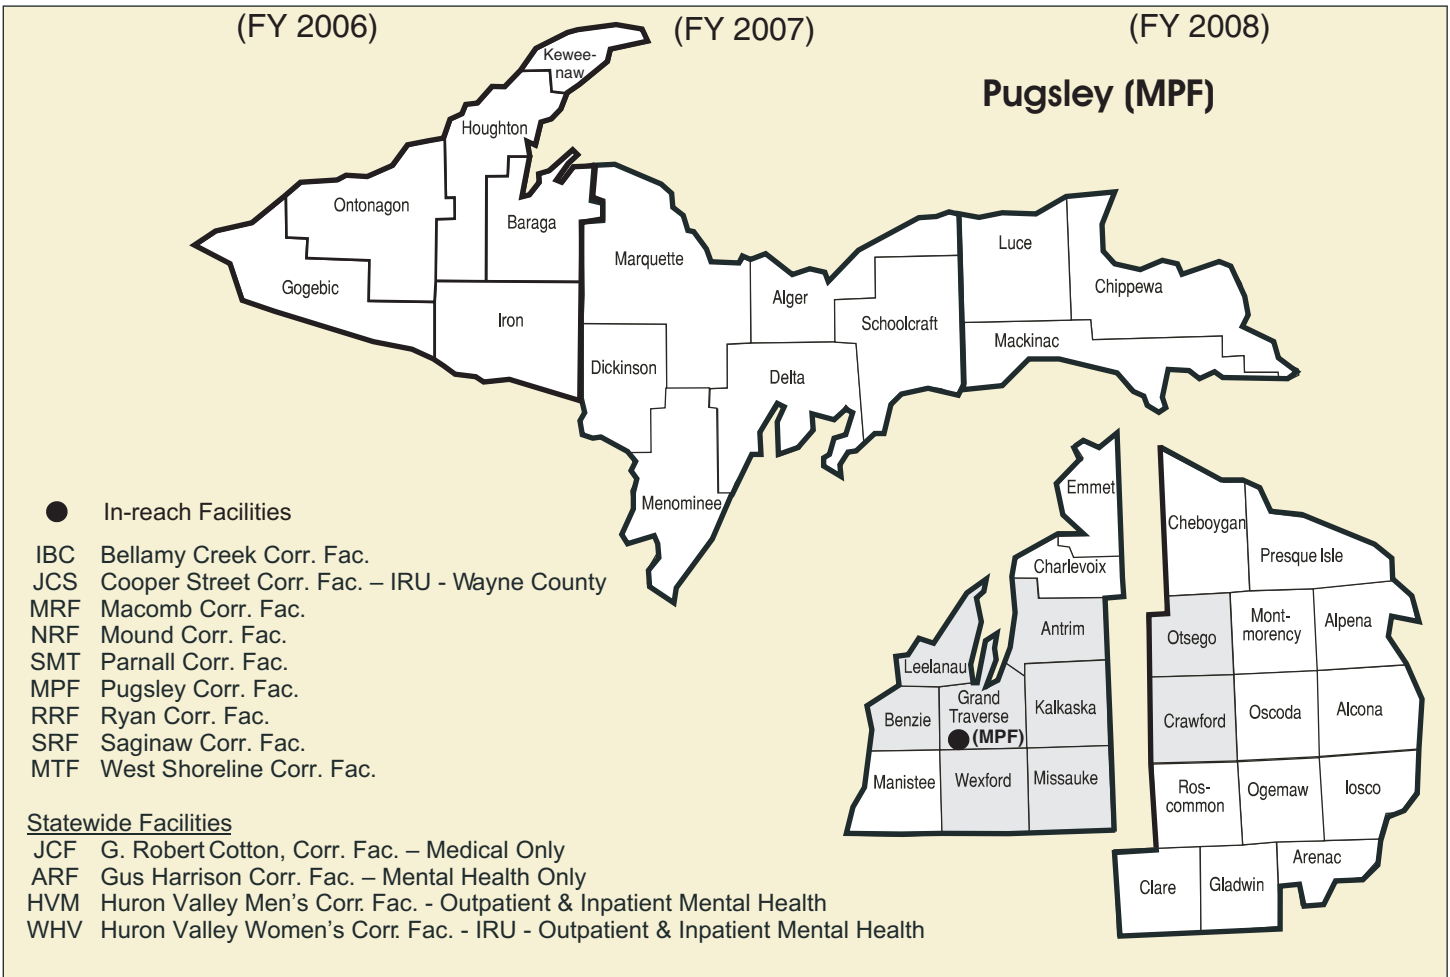 (FY 2006)
(FY 2007)
(FY 2008)
Pugsley (MPF)
Kewee-
naw
Houghton
Ontonagon
Baraga
Gogebic
Iron
Marquette
Alger
Luce
Chippewa
Schoolcraft
Mackinac
Dickinson
Delta
Menominee
Emmet
Cheboygan
Presque Isle
Charlevoix
Antrim
Otsego
Mont-
morency
Alpena
Leelanau
Grand
Traverse
(MPF)
Benzie
Kalkaska
Crawford
Oscoda
Alcona
Manistee
Wexford
Missauke
Ros-
common
Ogemaw
Iosco
Arenac
Clare
Gladwin
In-reach Facilities
IBC Bellamy Creek Corr. Fac.
JCS Cooper Street Corr. Fac. – IRU - Wayne County
MRF Macomb Corr. Fac.
NRF Mound Corr. Fac.
SMT Parnall Corr. Fac.
MPF Pugsley Corr. Fac.
RRF Ryan Corr. Fac.
SRF Saginaw Corr. Fac.
MTF West Shoreline Corr. Fac.
Statewide Facilities
JCF G. Robert Cotton, Corr. Fac. – Medical Only
ARF Gus Harrison Corr. Fac. – Mental Health Only
HVM Huron Valley Men's Corr. Fac. - Outpatient & Inpatient Mental Health
WHV Huron Valley Women's Corr. Fac. - IRU - Outpatient & Inpatient Mental Health